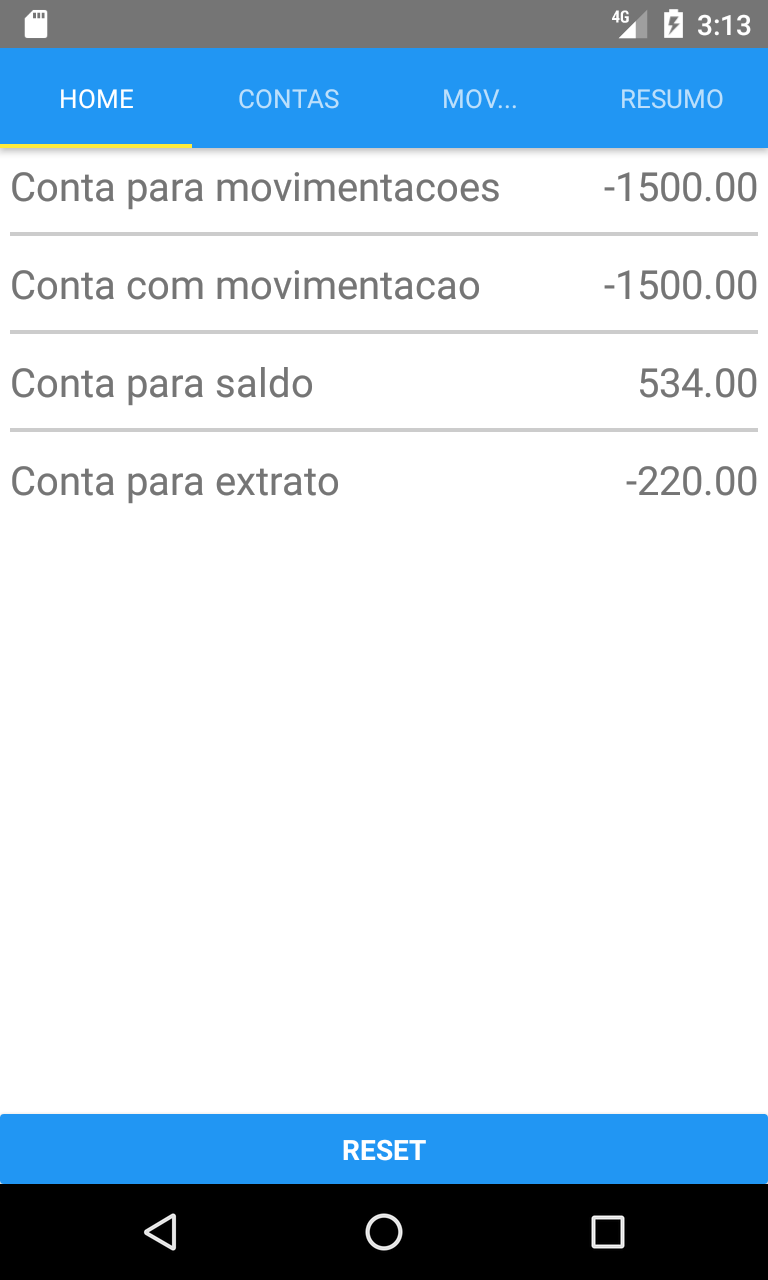 4G 3:13
HOME CONTAS MOV... RESUMO
Conta para movimentacoes -1500.00
Conta com movimentacao -1500.00
Conta para saldo 534.00
Conta para extrato -220.00
RESET